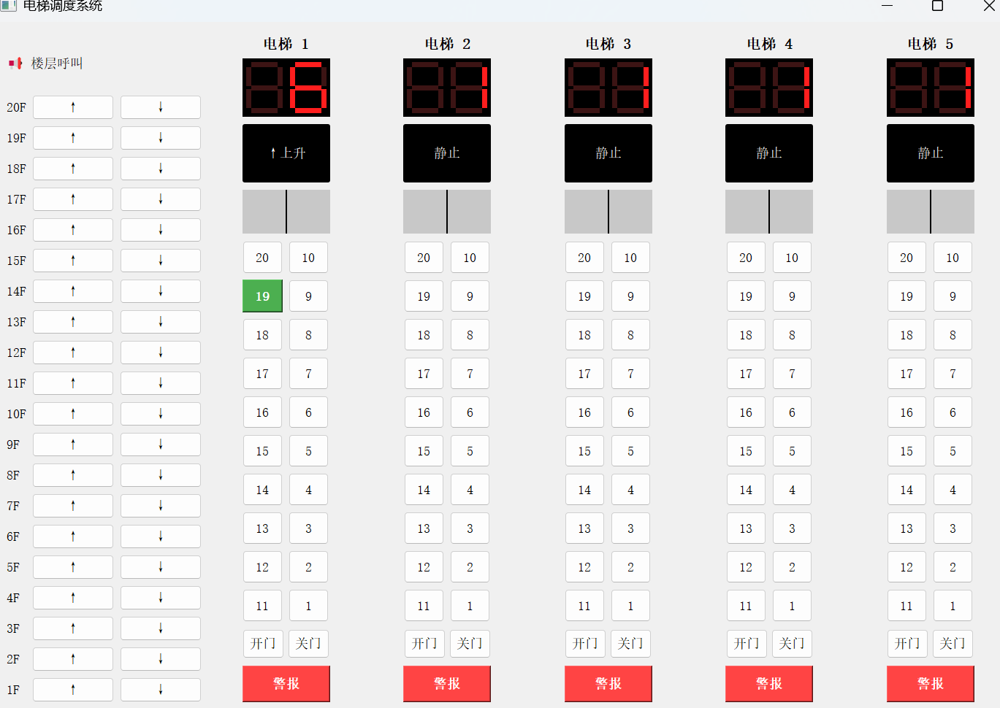 电梯调度系统
楼层呼叫
20F ↑ ↓
19F ↑ ↓
18F ↑ ↓
17F ↑ ↓
16F ↑ ↓
15F ↑ ↓
14F ↑ ↓
13F ↑ ↓
12F ↑ ↓
11F ↑ ↓
10F ↑ ↓
9F ↑ ↓
8F ↑ ↓
7F ↑ ↓
6F ↑ ↓
5F ↑ ↓
4F ↑ ↓
3F ↑ ↓
2F ↑ ↓
1F ↑ ↓
电梯 1
6
↑上升
20 10
19 9
18 8
17 7
16 6
15 5
14 4
13 3
12 2
11 1
开门 关门
警报
电梯 2
1
静止
20 10
19 9
18 8
17 7
16 6
15 5
14 4
13 3
12 2
11 1
开门 关门
警报
电梯 3
1
静止
20 10
19 9
18 8
17 7
16 6
15 5
14 4
13 3
12 2
11 1
开门 关门
警报
电梯 4
1
静止
20 10
19 9
18 8
17 7
16 6
15 5
14 4
13 3
12 2
11 1
开门 关门
警报
电梯 5
1
静止
20 10
19 9
18 8
17 7
16 6
15 5
14 4
13 3
12 2
11 1
开门 关门
警报